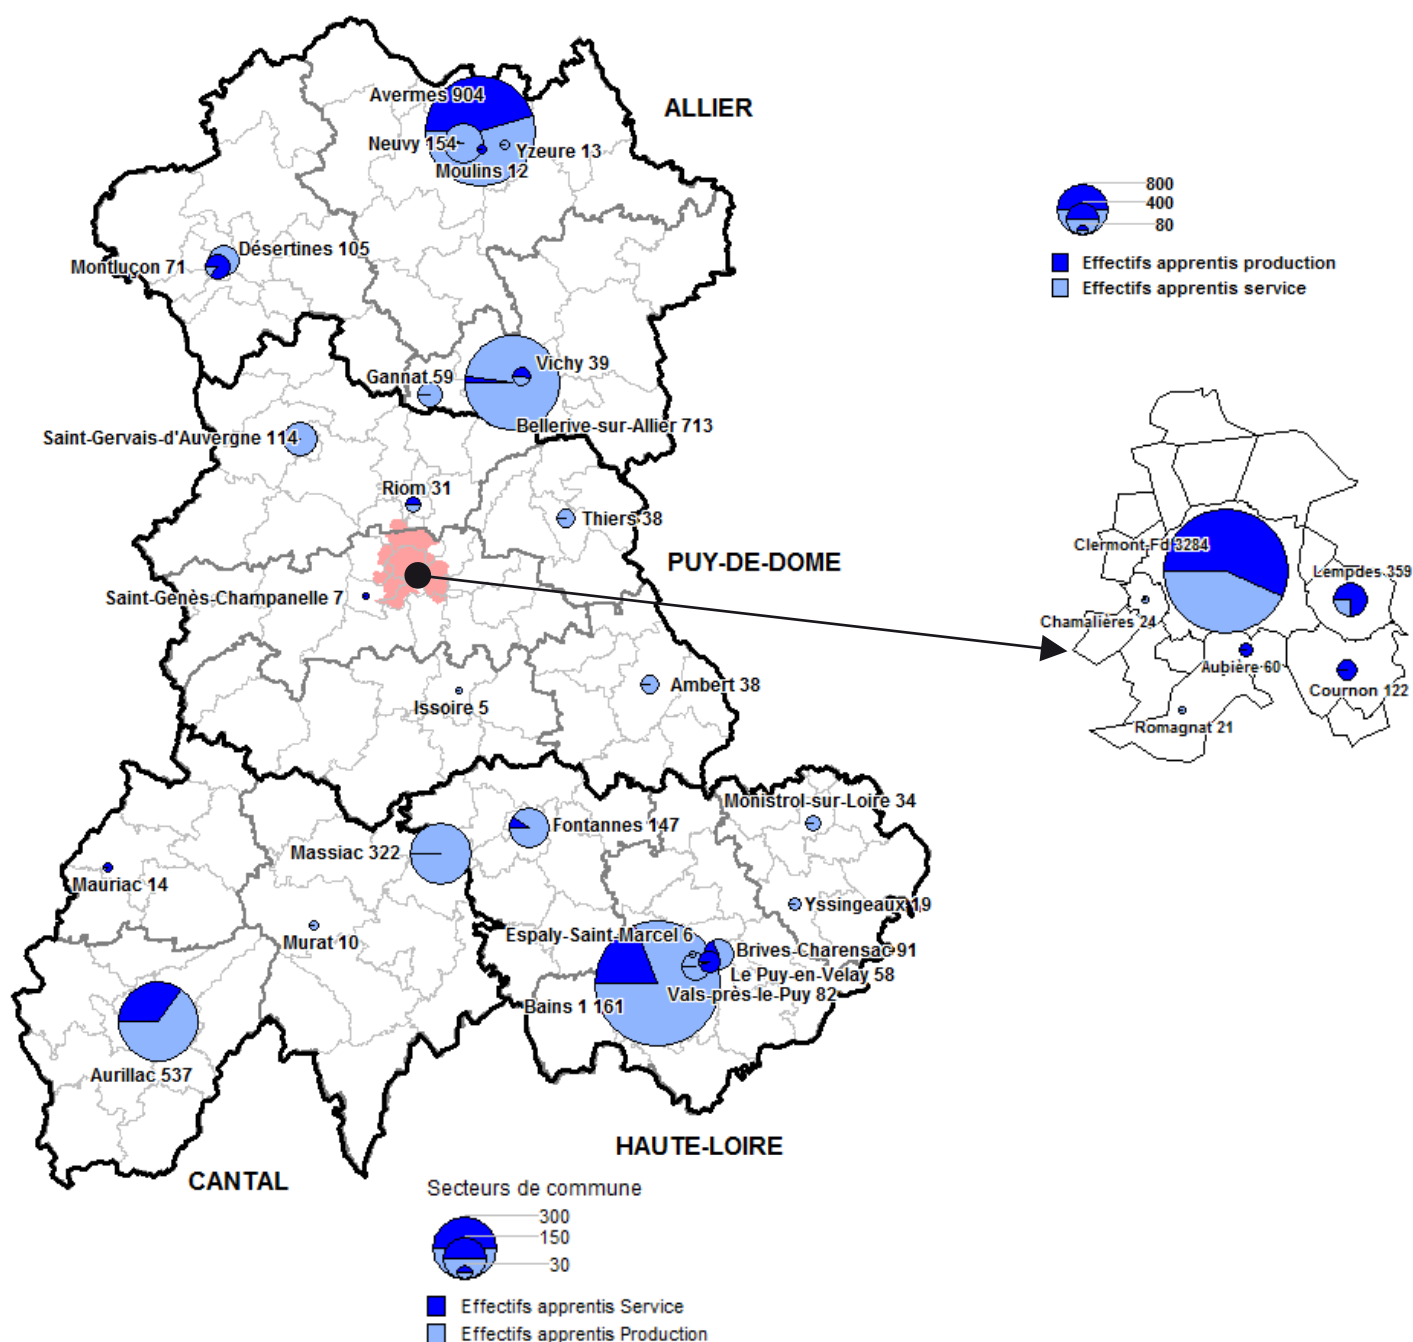 ALLIER
Avermes 904
Neuvy 154
Yzeure 13
Moulins 12
800
400
80
Effectifs apprentis production
Effectifs apprentis service
Désertines 105
Montluçon 71
Vichy 39
Gannat 59
Bellerive-sur-Allier 713
Saint-Gervais-d'Auvergne 114
Riom 31
Thiers 38
PUY-DE-DOME
Saint-Genès-Champanelle 7
Clermont-Fd 3284
Lempdes 359
Chamalières 24
Aubière 60
Cournon 122
Romagnat 21
Ambert 38
Issoire 5
Monistrol-sur-Loire 34
Fontannes 147
Massiac 322
Mauriac 14
Murat 10
Yssingeaux 19
Espaly-Saint-Marcel 6
Brives-Charensac 91
Le Puy-en-Velay 58
Vals-près-le-Puy 82
Bains 1 161
Aurillac 537
HAUTE-LOIRE
CANTAL
Secteurs de commune
300
150
30
Effectifs apprentis Service
Effectifs apprentis Production